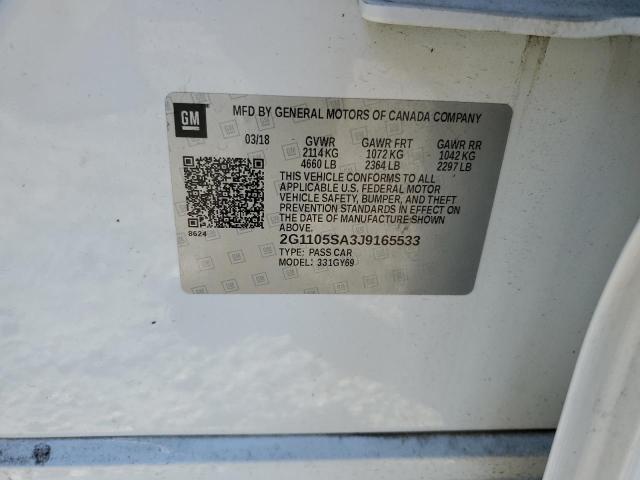 GM
MFD BY GENERAL MOTORS OF CANADA COMPANY
03/18 GVWR GAWR FRT GAWR RR
2114 KG 1072 KG 1042 KG
4660 LB 2364 LB 2297 LB
THIS VEHICLE CONFORMS TO ALL
APPLICABLE U.S. FEDERAL MOTOR
VEHICLE SAFETY, BUMPER, AND THEFT
PREVENTION STANDARDS IN EFFECT ON
THE DATE OF MANUFACTURE SHOWN
ABOVE.
8624
2G1105SA3J9165533
TYPE: PASS CAR
MODEL: 331GY69